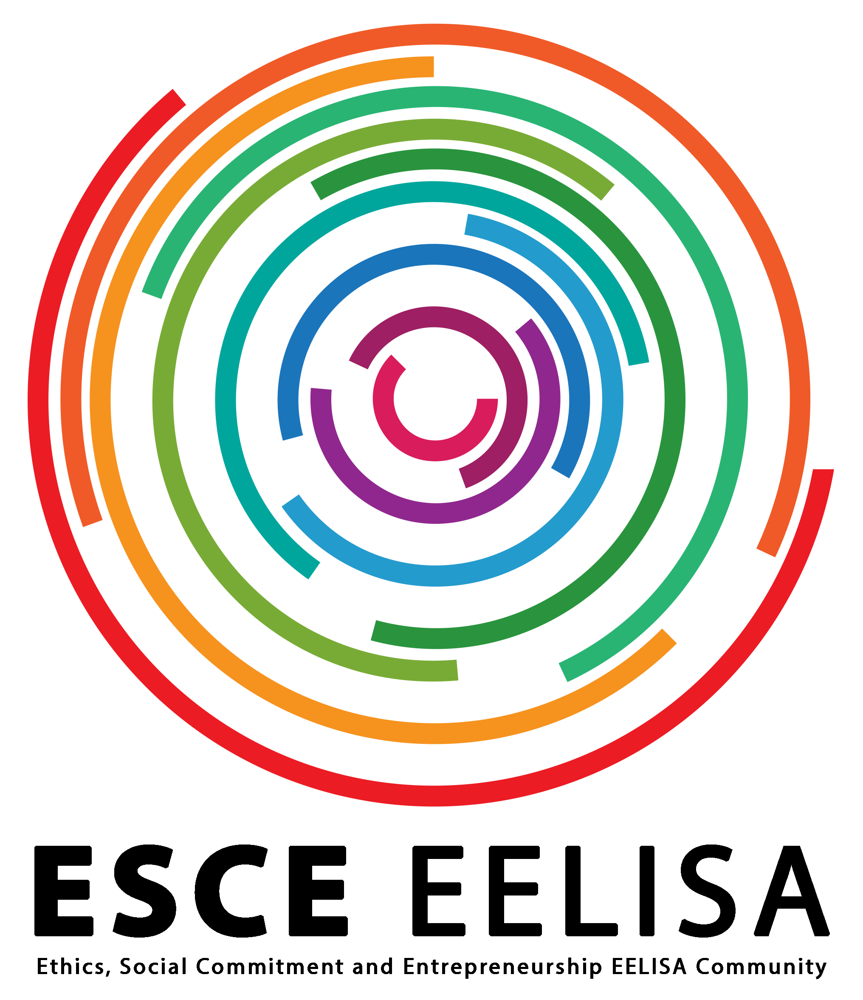 ESCE EELISA
Ethics, Social Commitment and Entrepreneurship EELISA Community